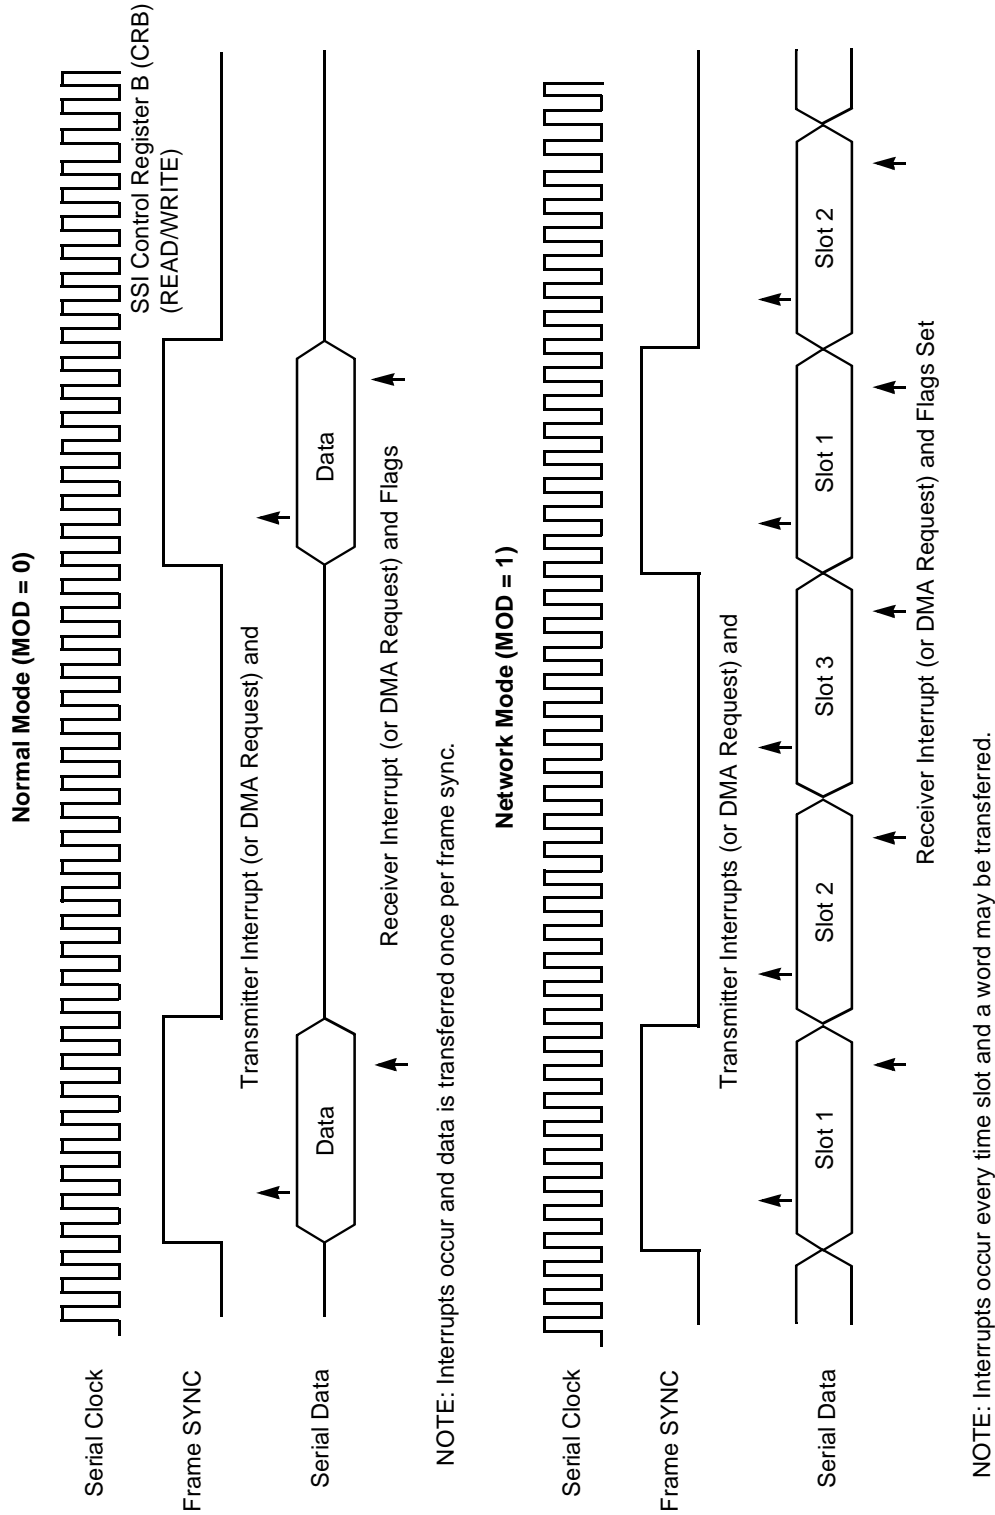 Normal Mode (MOD = 0)
Serial Clock
SSI Control Register B (CRB)
(READ/WRITE)
Frame SYNC
Transmitter Interrupt (or DMA Request) and
Serial Data
Data
Data
Receiver Interrupt (or DMA Request) and Flags
NOTE: Interrupts occur and data is transferred once per frame sync.
Network Mode (MOD = 1)
Serial Clock
Frame SYNC
Transmitter Interrupts (or DMA Request) and
Serial Data
Slot 1
Slot 2
Slot 3
Slot 1
Slot 2
Receiver Interrupt (or DMA Request) and Flags Set
NOTE: Interrupts occur every time slot and a word may be transferred.